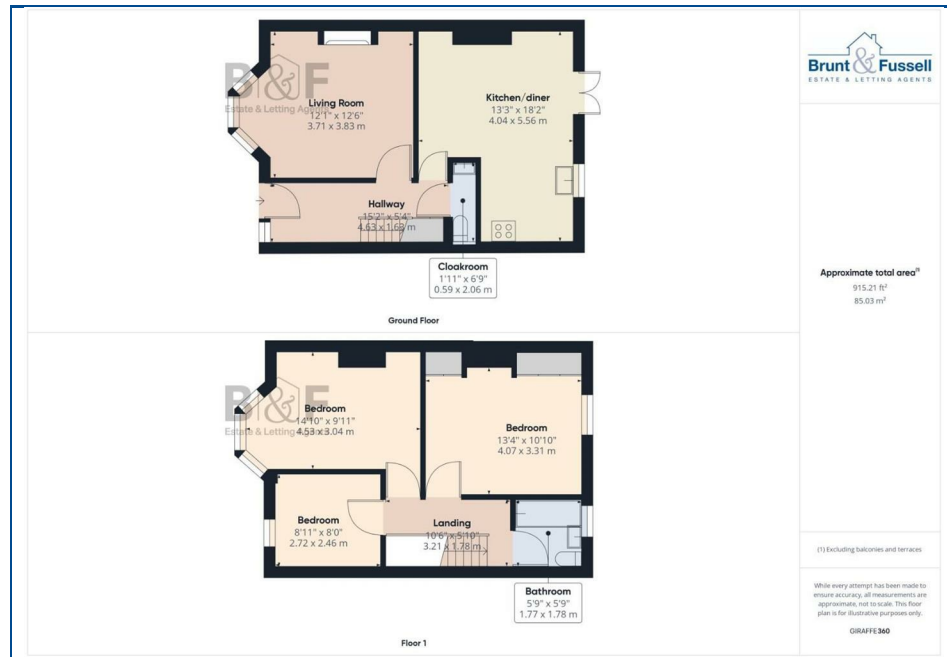 B&F
Estate & Letting Agents
Living Room
12'1" x 12'6"
3.71 x 3.83 m
Kitchen/diner
13'3" x 18'2"
4.04 x 5.56 m
Hallway
15'2" x 5'4"
4.63 x 1.63 m
Cloakroom
1'11" x 6'9"
0.59 x 2.06 m
Ground Floor
B&F
Estate & Letting Agents
Bedroom
14'10" x 9'11"
4.53 x 3.04 m
Bedroom
13'4" x 10'10"
4.07 x 3.31 m
Bedroom
8'11" x 8'0"
2.72 x 2.46 m
Landing
10'6" x 5'10"
3.21 x 1.78 m
Bathroom
5'9" x 5'9"
1.77 x 1.78 m
Floor 1
Brunt & Fussell
ESTATE & LETTING AGENTS
Approximate total area(1)
915.21 ft²
85.03 m²
(1) Excluding balconies and terraces
While every attempt has been made to
ensure accuracy, all measurements are
approximate, not to scale. This floor
plan is for illustrative purposes only.
GIRAFFE360